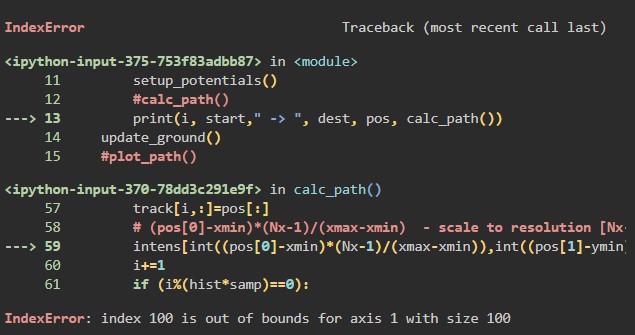 IndexError Traceback (most recent call last)
<ipython-input-375-753f83adbb87> in <module>
11 setup_potentials()
12 #calc_path()
---> 13 print(i, start," -> ", dest, pos, calc_path())
14 update_ground()
15 #plot_path()
<ipython-input-370-78dd3c291e9f> in calc_path()
57 track[i,:]=pos[:]
58 # (pos[0]-xmin)*(Nx-1)/(xmax-xmin) - scale to resolution [Nx-
---> 59 intens[int((pos[0]-xmin)*(Nx-1)/(xmax-xmin)),int((pos[1]-ymin)
60 i+=1
61 if (i%(hist*samp)==0):
IndexError: index 100 is out of bounds for axis 1 with size 100